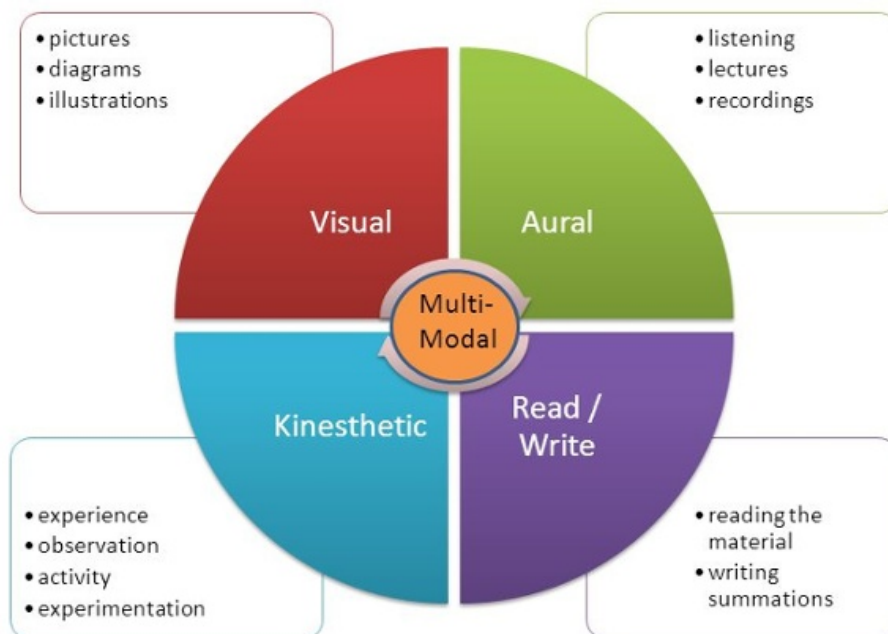 • pictures
• diagrams
• illustrations
• listening
• lectures
• recordings
Visual
Aural
Multi-
Modal
Kinesthetic
Read /
Write
• experience
• observation
• activity
• experimentation
• reading the
material
• writing
summations